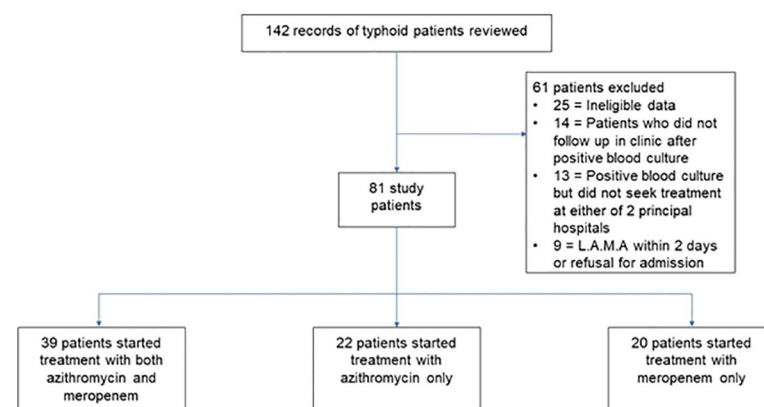 142 records of typhoid patients reviewed
61 patients excluded
• 25 = Ineligible data
• 14 = Patients who did not
follow up in clinic after
positive blood culture
• 13 = Positive blood culture
but did not seek treatment
at either of 2 principal
hospitals
• 9 = L.A.M.A within 2 days
or refusal for admission
81 study
patients
39 patients started
treatment with both
azithromycin and
meropenem
22 patients started
treatment with
azithromycin only
20 patients started
treatment with
meropenem only